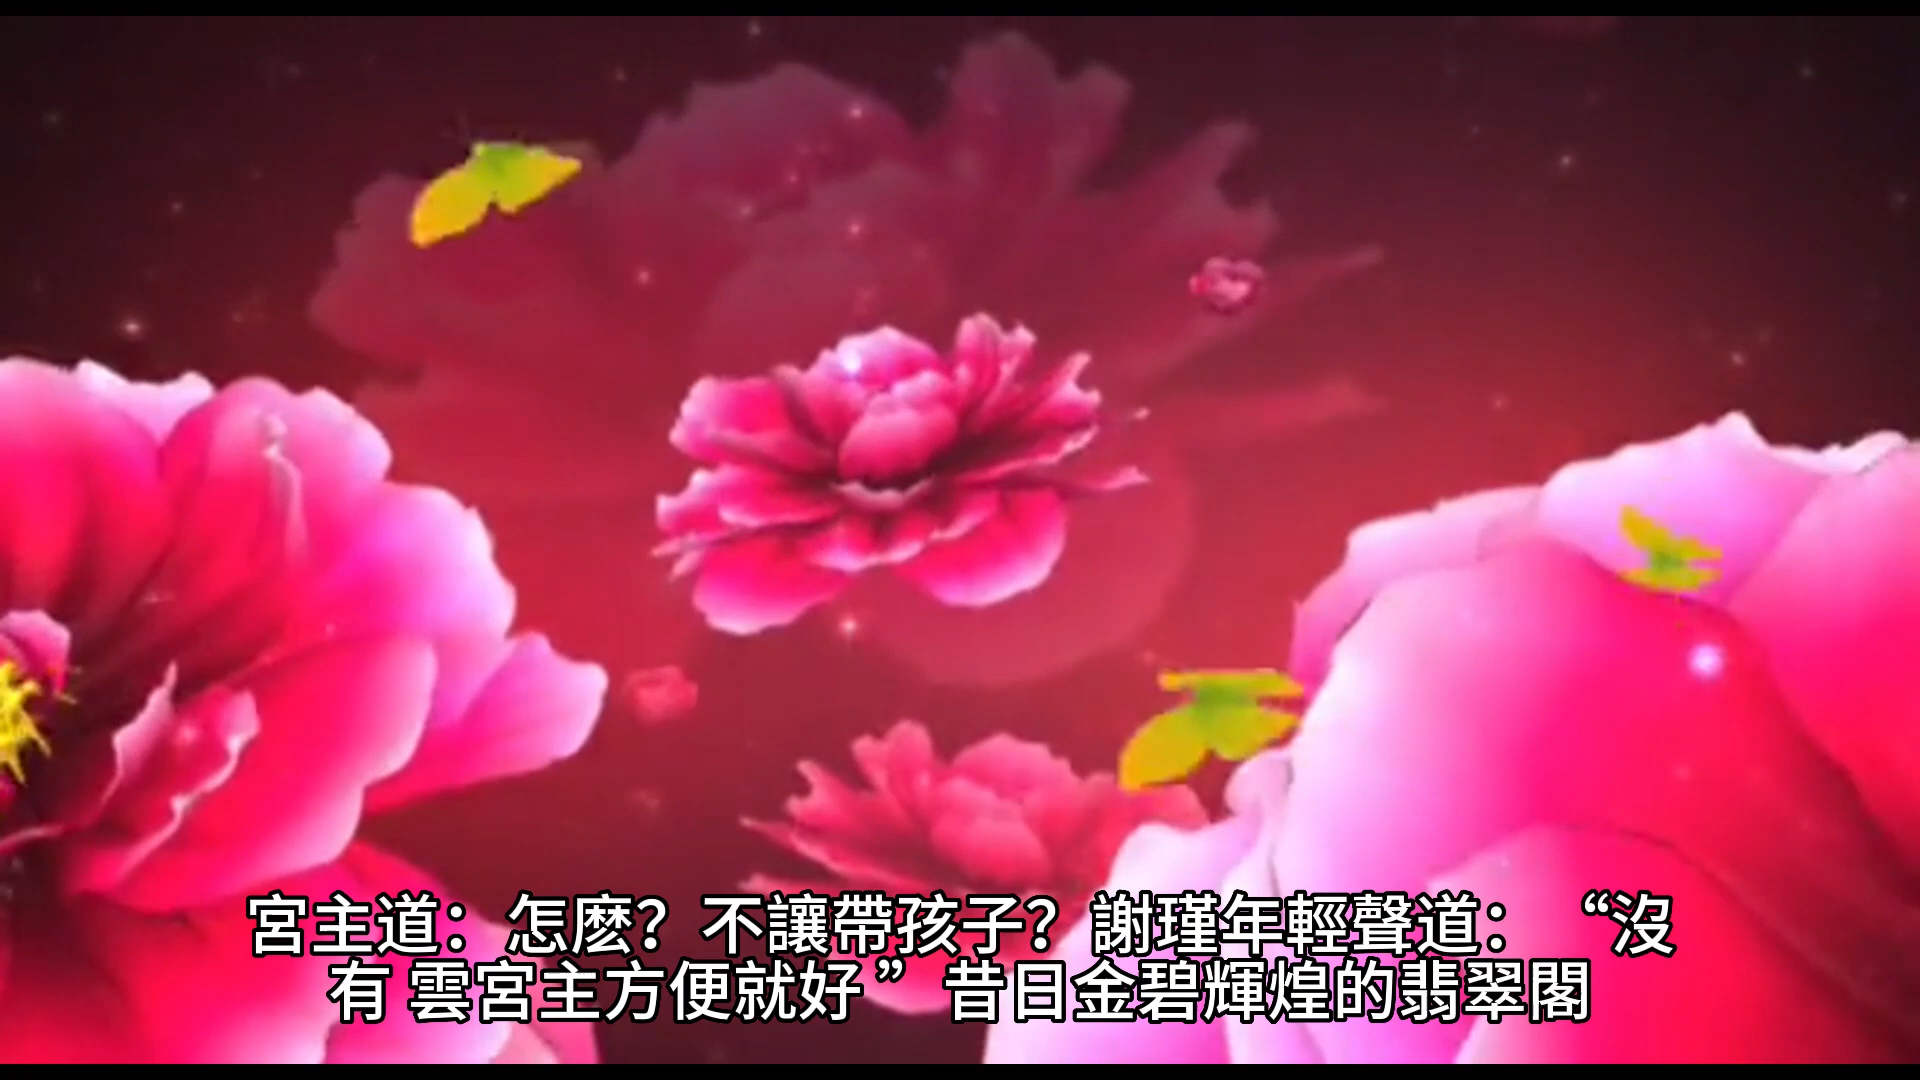 宮主道：怎麽？不讓帶孩子？謝瑾年輕聲道：“沒
有 雲宮主方便就好 ” 昔日金碧輝煌的翡翠閣